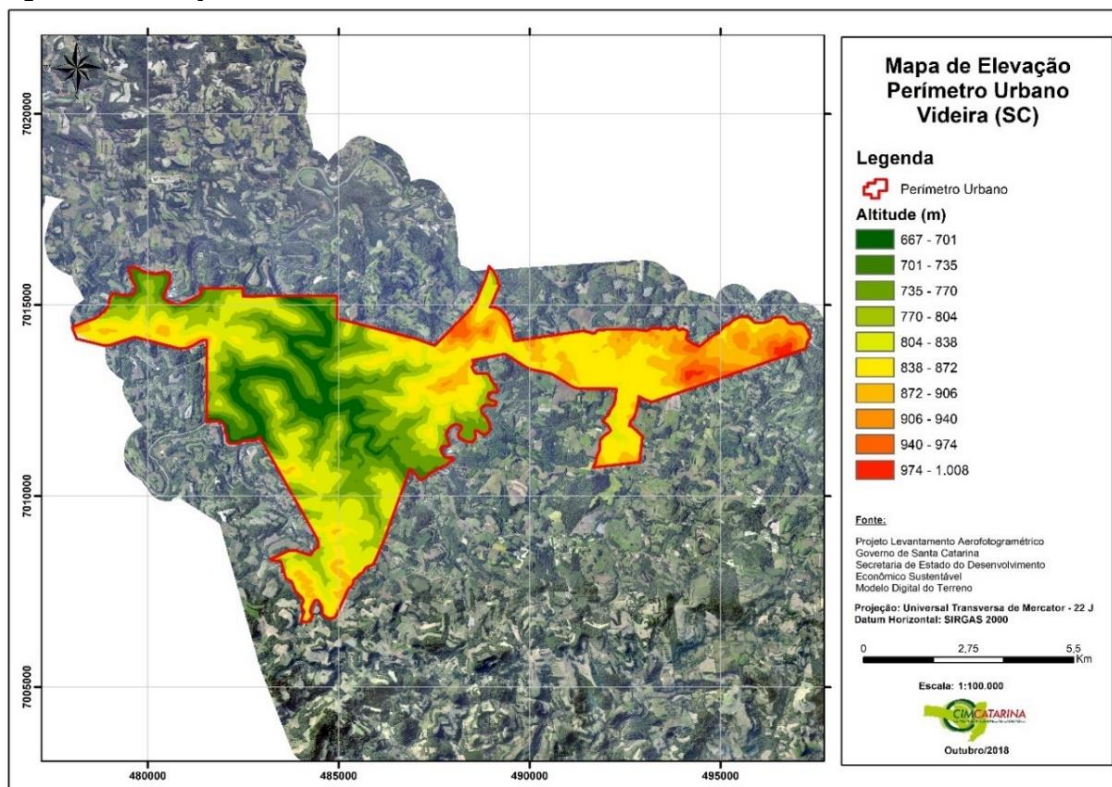 Mapa de Elevação
Perímetro Urbano
Videira (SC)
Legenda
Perímetro Urbano
Altitude (m)
667 - 701
701 - 735
735 - 770
770 - 804
804 - 838
838 - 872
872 - 906
906 - 940
940 - 974
974 - 1.008
Fonte:
Projeto Levantamento Aerofotogramétrico
Governo de Santa Catarina
Secretaria de Estado do Desenvolvimento
Econômico Sustentável
Modelo Digital do Terreno
Projeção: Universal Transversa de Mercator - 22 J
Datum Horizontal: SIRGAS 2000
0 2,75 5,5
Km
Escala: 1:100.000
CIMCATARINA
Outubro/2018
7020000
7015000
7010000
7005000
480000 485000 490000 495000